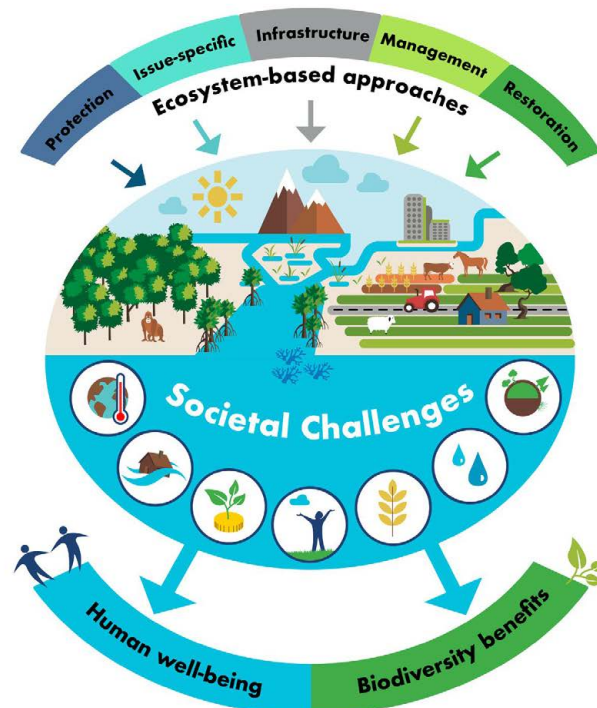 Protection
Issue-specific
Infrastructure
Management
Restoration
Ecosystem-based approaches
Societal Challenges
Human well-being
Biodiversity benefits